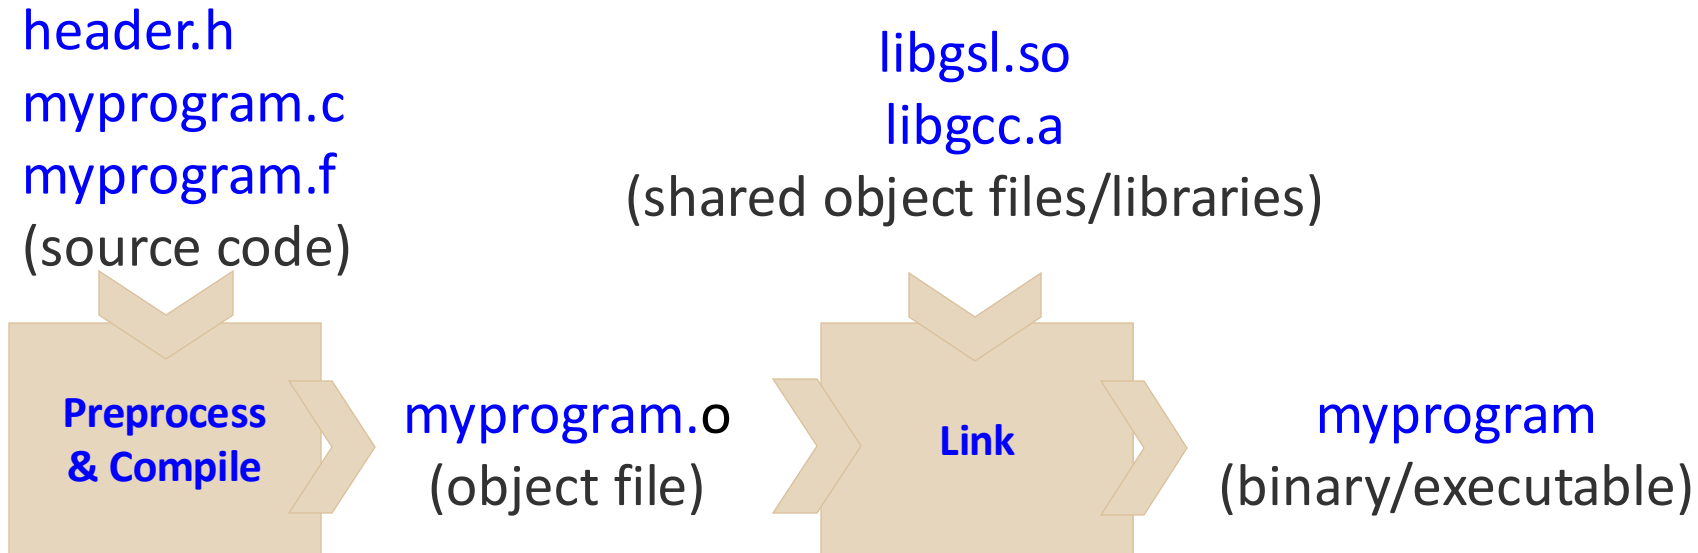 header.h
myprogram.c
myprogram.f
(source code)
libgsl.so
libgcc.a
(shared object files/libraries)
Preprocess
& Compile
myprogram.o
(object file)
Link
myprogram
(binary/executable)